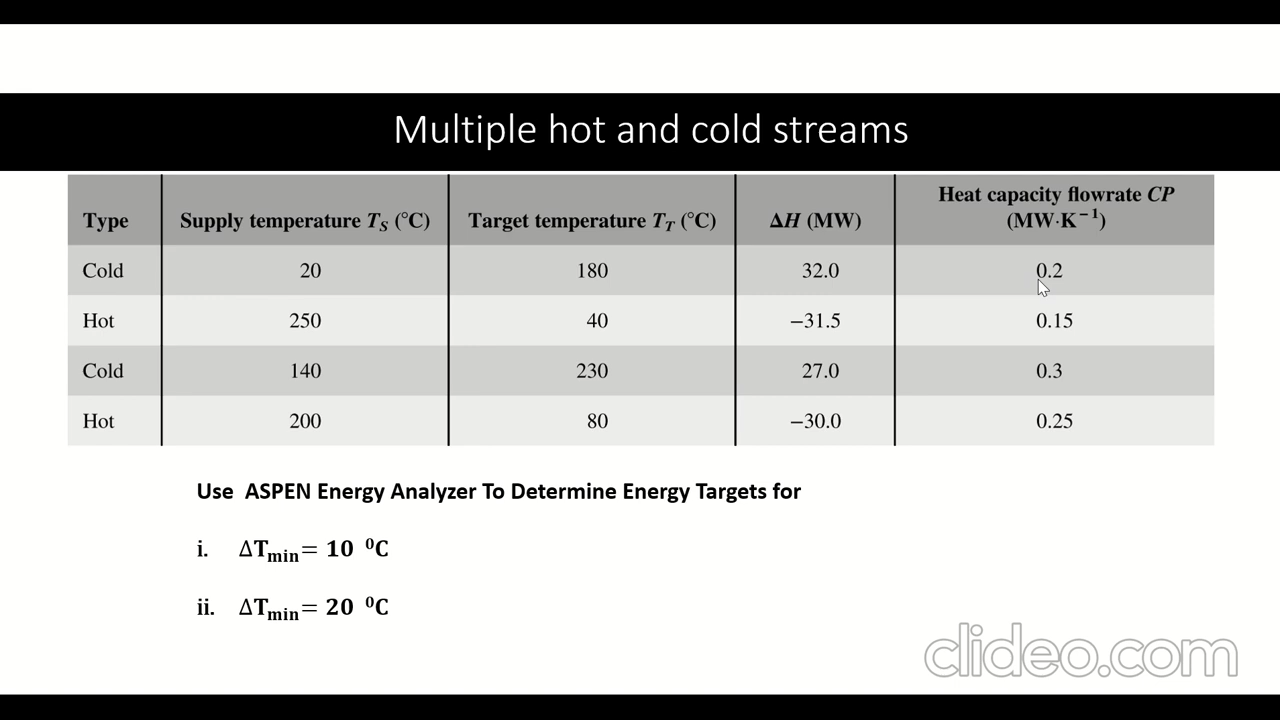 Multiple hot and cold streams
Type Supply temperature T_S (°C) Target temperature T_T (°C) ΔH (MW) Heat capacity flowrate CP (MW·K⁻¹)
Cold 20 180 32.0 0.2
Hot 250 40 −31.5 0.15
Cold 140 230 27.0 0.3
Hot 200 80 −30.0 0.25
Use ASPEN Energy Analyzer To Determine Energy Targets for
i. ΔT_min = 10 ⁰C
ii. ΔT_min = 20 ⁰C
clideo.com